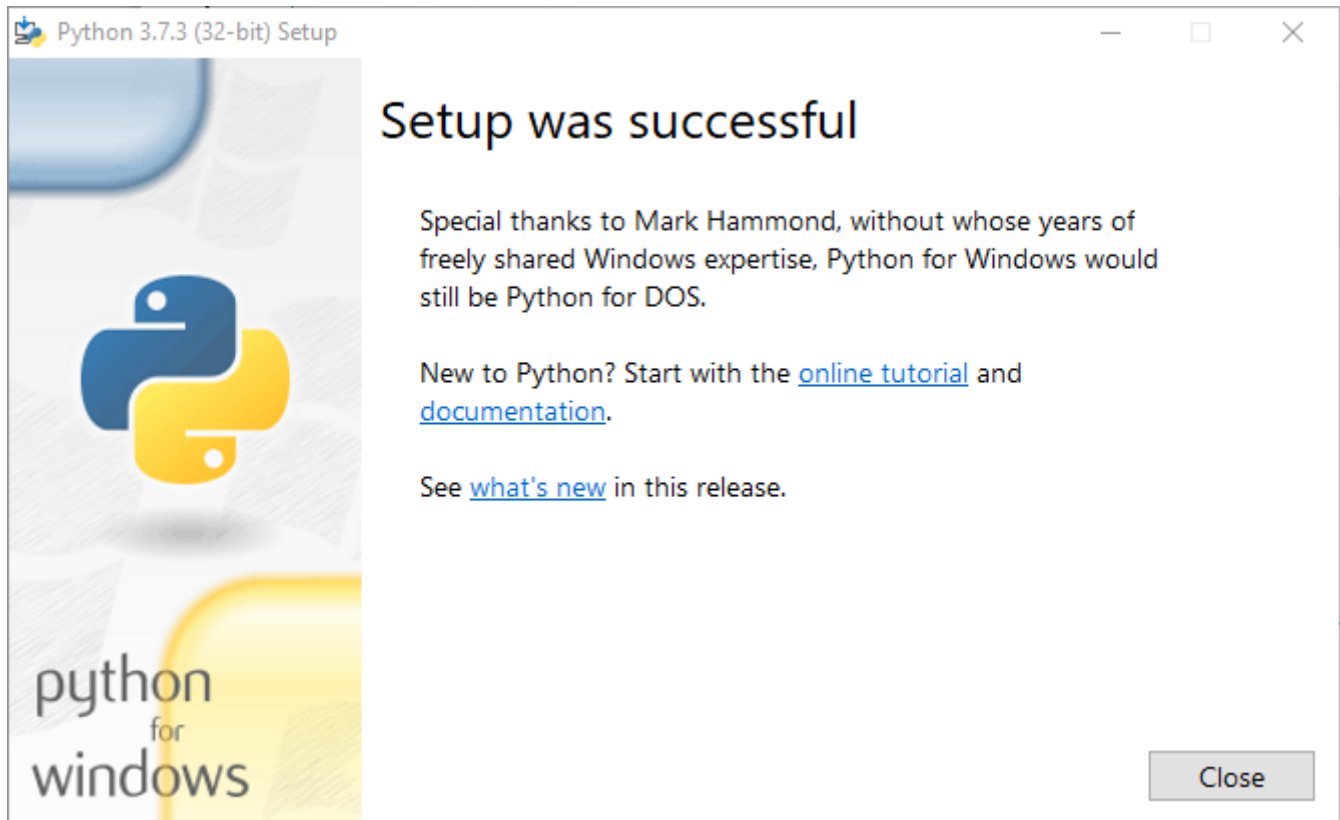 Python 3.7.3 (32-bit) Setup
Setup was successful
Special thanks to Mark Hammond, without whose years of
freely shared Windows expertise, Python for Windows would
still be Python for DOS.
New to Python? Start with the online tutorial and
documentation.
See what's new in this release.
python
for
windows
Close